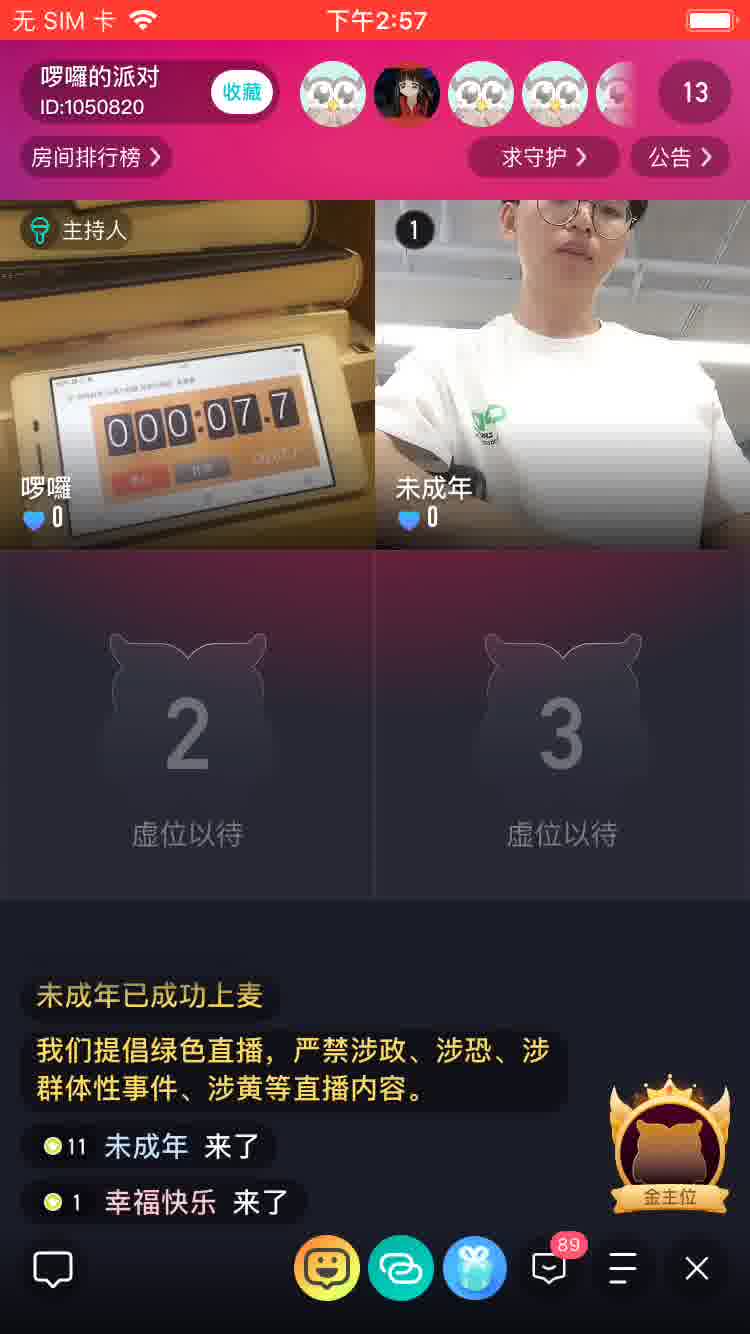 无 SIM 卡
下午2:57
啰囉的派对
ID:1050820
收藏
13
房间排行榜
求守护
公告
主持人
1
000:07.7
啰囉
0
未成年
0
2
3
虚位以待
虚位以待
未成年已成功上麦
我们提倡绿色直播，严禁涉政、涉恐、涉
群体性事件、涉黄等直播内容。
11 未成年 来了
1 幸福快乐 来了
金主位
89